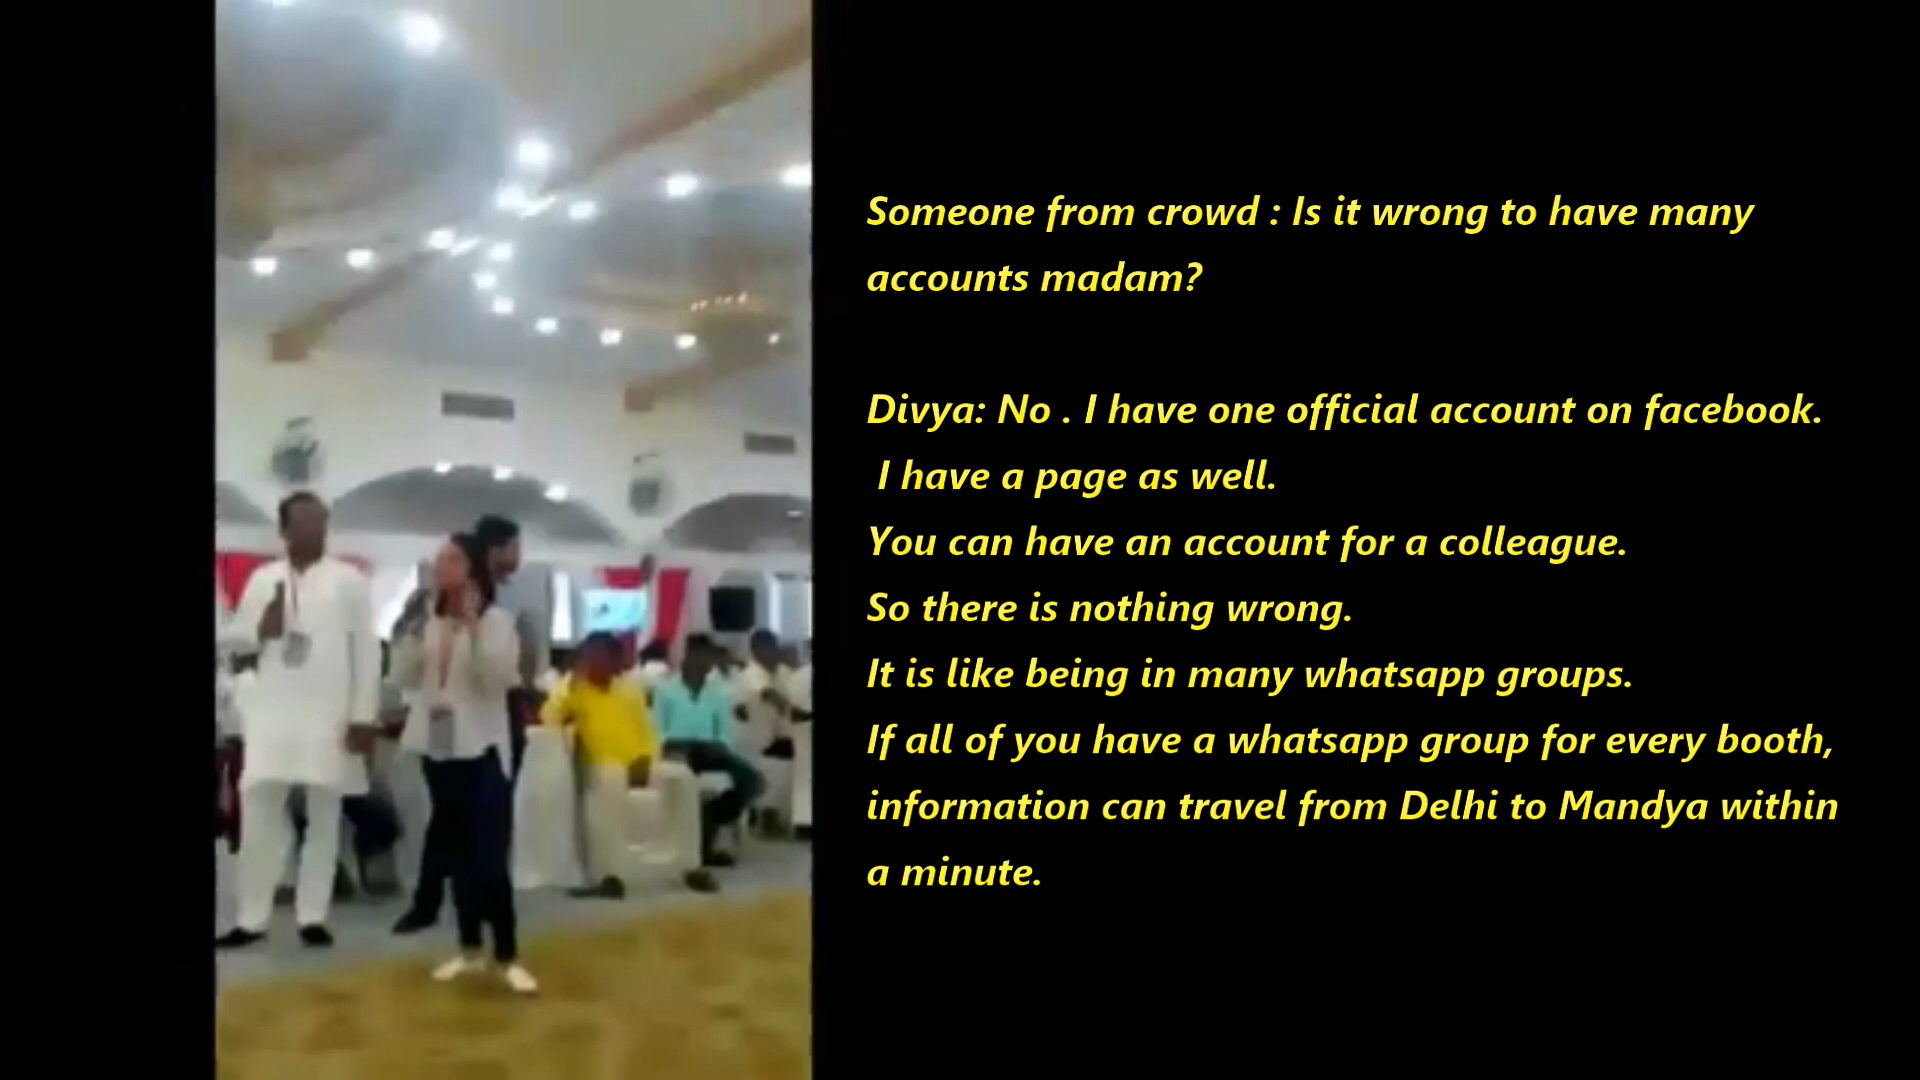 Someone from crowd : Is it wrong to have many
accounts madam?
Divya: No . I have one official account on facebook.
I have a page as well.
You can have an account for a colleague.
So there is nothing wrong.
It is like being in many whatsapp groups.
If all of you have a whatsapp group for every booth,
information can travel from Delhi to Mandya within
a minute.